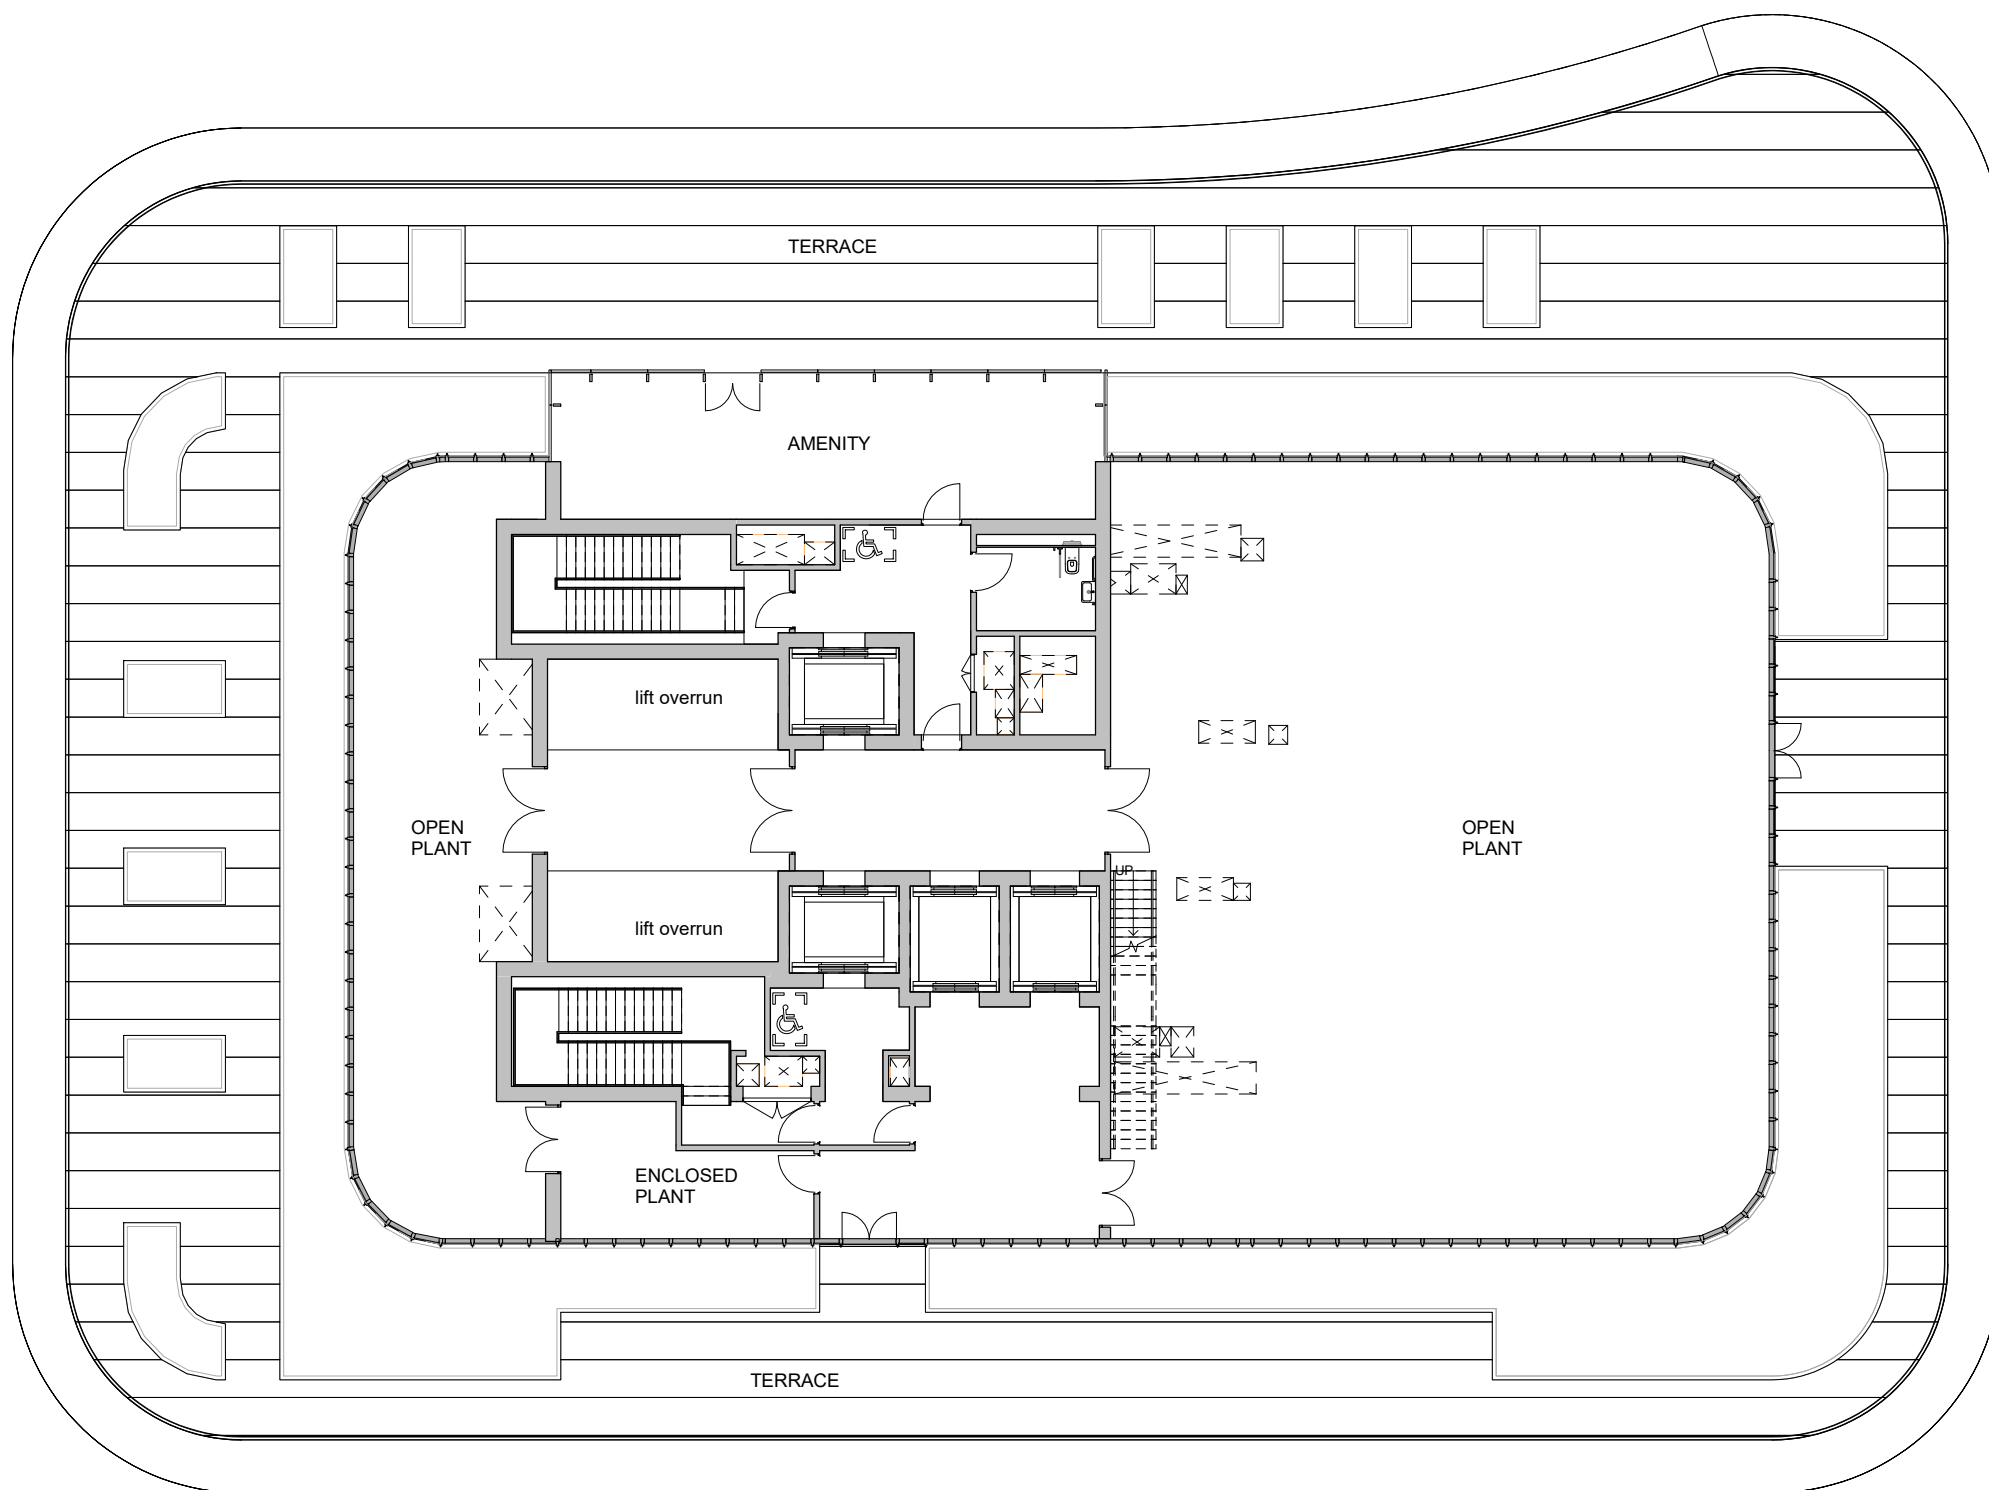 TERRACE
AMENITY
lift overrun
OPEN
PLANT
OPEN
PLANT
UP
lift overrun
ENCLOSED
PLANT
TERRACE